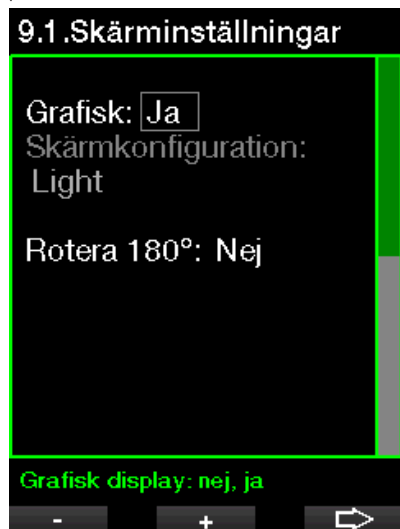 9.1.Skärminställningar
Grafisk: Ja
Skärmkonfiguration:
Light
Rotera 180°: Nej
Grafisk display: nej, ja
- +